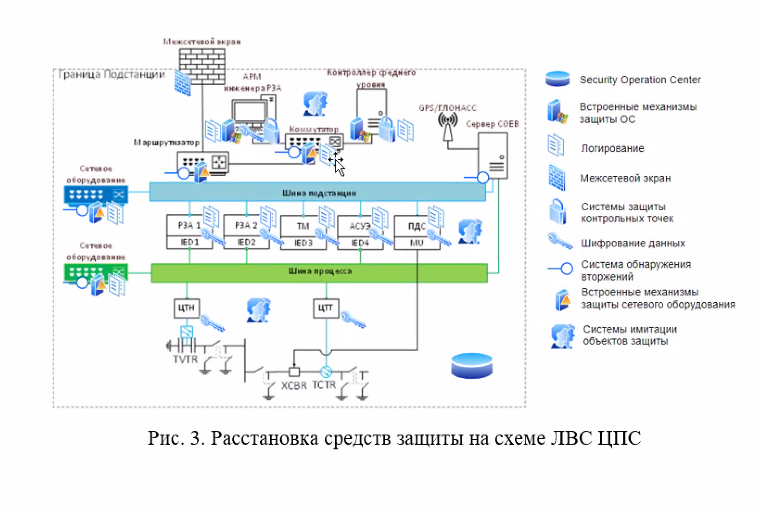 Межсетевой экран
Граница Подстанции
АРМ
инженера РЗА
Контроллер среднего
уровня
GPS/ГЛОНАСС
Сервер СОЕВ
Коммутатор
Маршрутизатор
Сетевое
оборудование
Шина подстанции
РЗА 1
IED1
РЗА 2
IED2
ТМ
IED3
АСУЭ
IED4
ПДС
MU
Сетевое
оборудование
Шина процесса
ЦТН
ЦТТ
TVTR
XCBR
TCTR
Security Operation Center
Встроенные механизмы
защиты ОС
Логирование
Межсетевой экран
Системы защиты
контрольных точек
Шифрование данных
Система обнаружения
вторжений
Встроенные механизмы
защиты сетевого оборудования
Системы имитации
объектов защиты
Рис. 3. Расстановка средств защиты на схеме ЛВС ЦПС